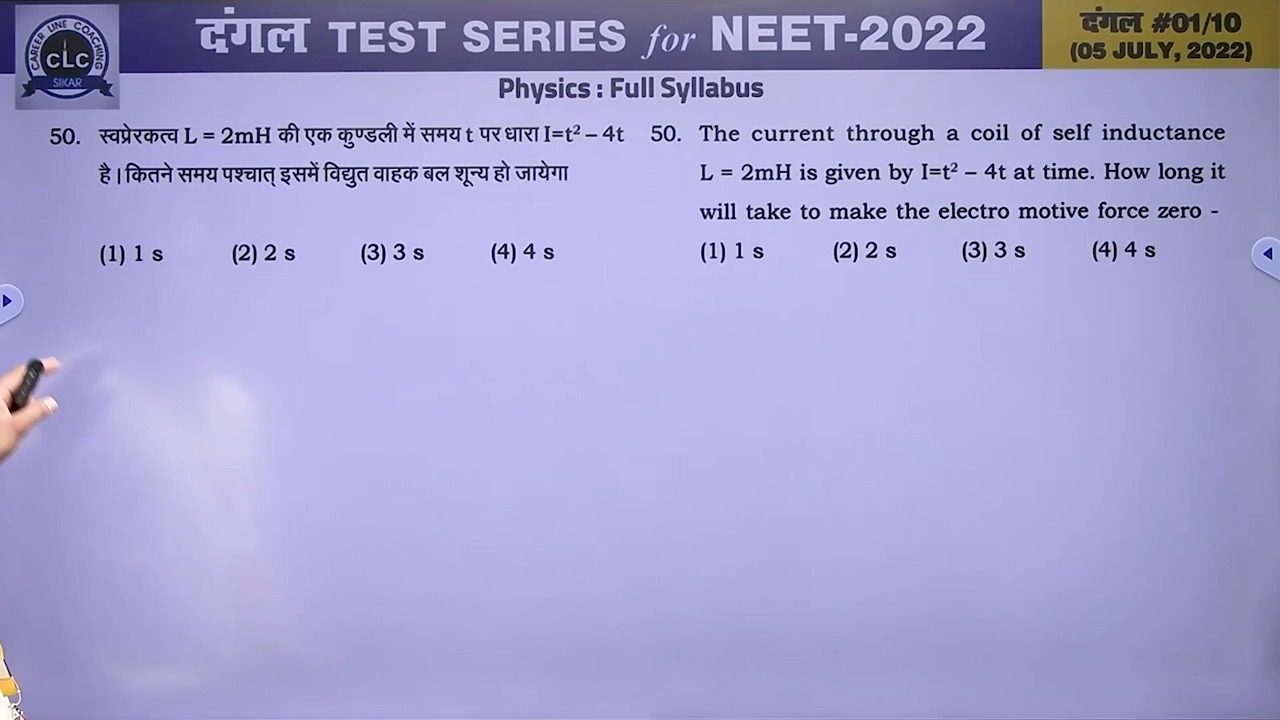 CAREER LINE COACHING
CLC
SIKAR
दंगल TEST SERIES for NEET-2022
दंगल #01/10
(05 JULY, 2022)
Physics : Full Syllabus
50. स्वप्रेरकत्व L = 2mH की एक कुण्डली में समय t पर धारा I=t² – 4t
है। कितने समय पश्चात् इसमें विद्युत वाहक बल शून्य हो जायेगा
(1) 1 s (2) 2 s (3) 3 s (4) 4 s
50. The current through a coil of self inductance
L = 2mH is given by I=t² – 4t at time. How long it
will take to make the electro motive force zero -
(1) 1 s (2) 2 s (3) 3 s (4) 4 s